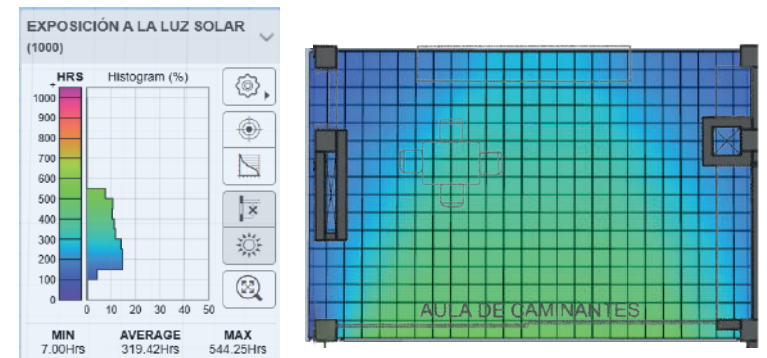 EXPOSICIÓN A LA LUZ SOLAR
(1000)
HRS
Histogram (%)
+
1000
900
800
700
600
500
400
300
200
100
0
0 10 20 30 40 50
MIN AVERAGE MAX
7.00Hrs 319.42Hrs 544.25Hrs
AULA DE CAMINANTES